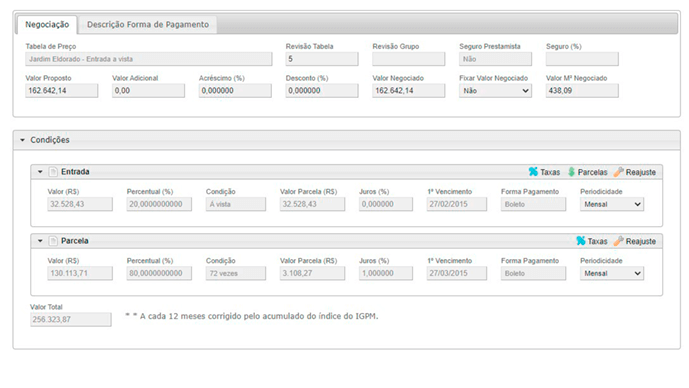 Negociação Descrição Forma de Pagamento
Tabela de Preço Revisão Tabela Revisão Grupo Seguro Prestamista Seguro (%)
Jardim Eldorado - Entrada a vista 5 Não
Valor Proposto Valor Adicional Acréscimo (%) Desconto (%) Valor Negociado Fixar Valor Negociado Valor M² Negociado
162.642,14 0,00 0,000000 0,000000 162.642,14 Não 438,09
Condições
Entrada Taxas Parcelas Reajuste
Valor (R$) Percentual (%) Condição Valor Parcela (R$) Juros (%) 1º Vencimento Forma Pagamento Periodicidade
32.528,43 20,0000000000 À vista 32.528,43 0,000000 27/02/2015 Boleto Mensal
Parcela Taxas Reajuste
Valor (R$) Percentual (%) Condição Valor Parcela (R$) Juros (%) 1º Vencimento Forma Pagamento Periodicidade
130.113,71 80,0000000000 72 vezes 3.108,27 1,000000 27/03/2015 Boleto Mensal
Valor Total
256.323,87 * * A cada 12 meses corrigido pelo acumulado do índice do IGPM.